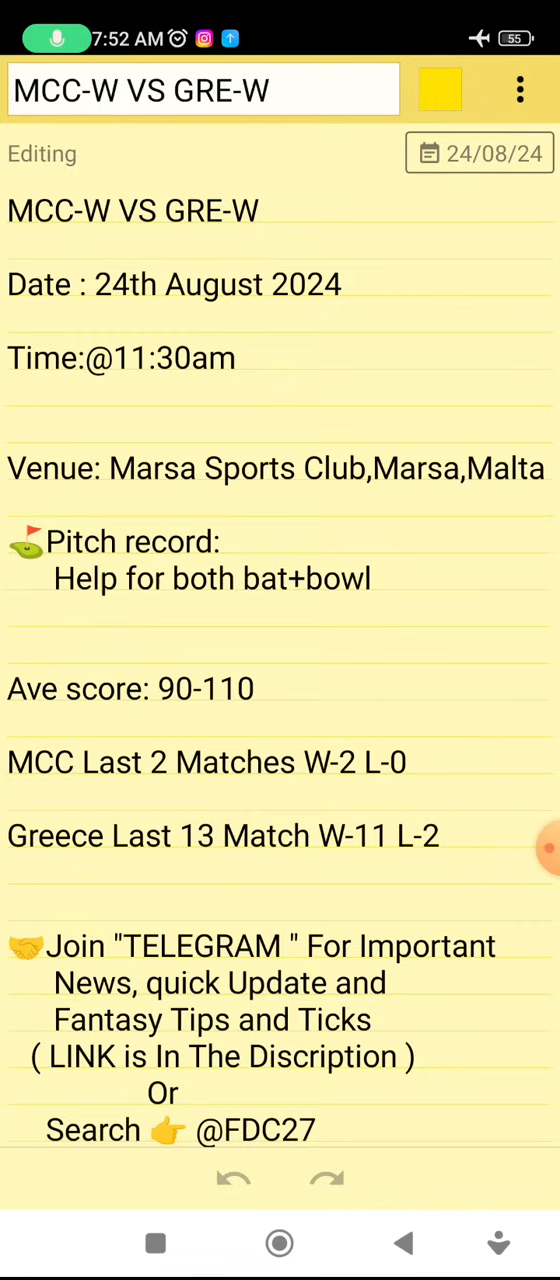 7:52 AM
55
MCC-W VS GRE-W
Editing
24/08/24
MCC-W VS GRE-W
Date : 24th August 2024
Time:@11:30am
Venue: Marsa Sports Club,Marsa,Malta
⛳Pitch record:
Help for both bat+bowl
Ave score: 90-110
MCC Last 2 Matches W-2 L-0
Greece Last 13 Match W-11 L-2
🤝Join "TELEGRAM " For Important
News, quick Update and
Fantasy Tips and Ticks
( LINK is In The Discription )
Or
Search 👉 @FDC27